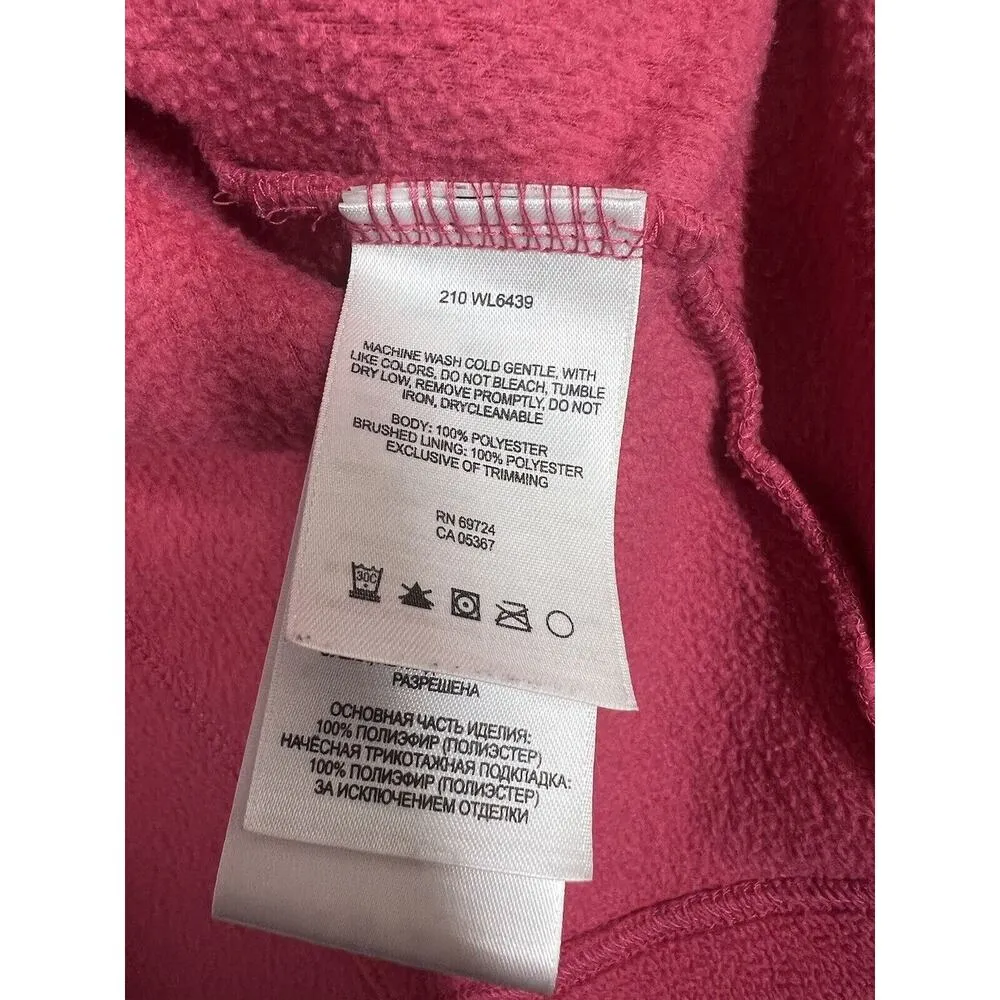 210 WL6439
MACHINE WASH COLD GENTLE, WITH
LIKE COLORS, DO NOT BLEACH, TUMBLE
DRY LOW, REMOVE PROMPTLY, DO NOT
IRON, DRYCLEANABLE
BODY: 100% POLYESTER
BRUSHED LINING: 100% POLYESTER
EXCLUSIVE OF TRIMMING
RN 69724
CA 05367
30C
РАЗРЕШЕНА
ОСНОВНАЯ ЧАСТЬ ИДЕЛИЯ:
100% ПОЛИЭФИР (ПОЛИЭСТЕР)
НАЧЁСНАЯ ТРИКОТАЖНАЯ ПОДКЛАДКА:
100% ПОЛИЭФИР (ПОЛИЭСТЕР)
ЗА ИСКЛЮЧЕНИЕМ ОТДЕЛКИ